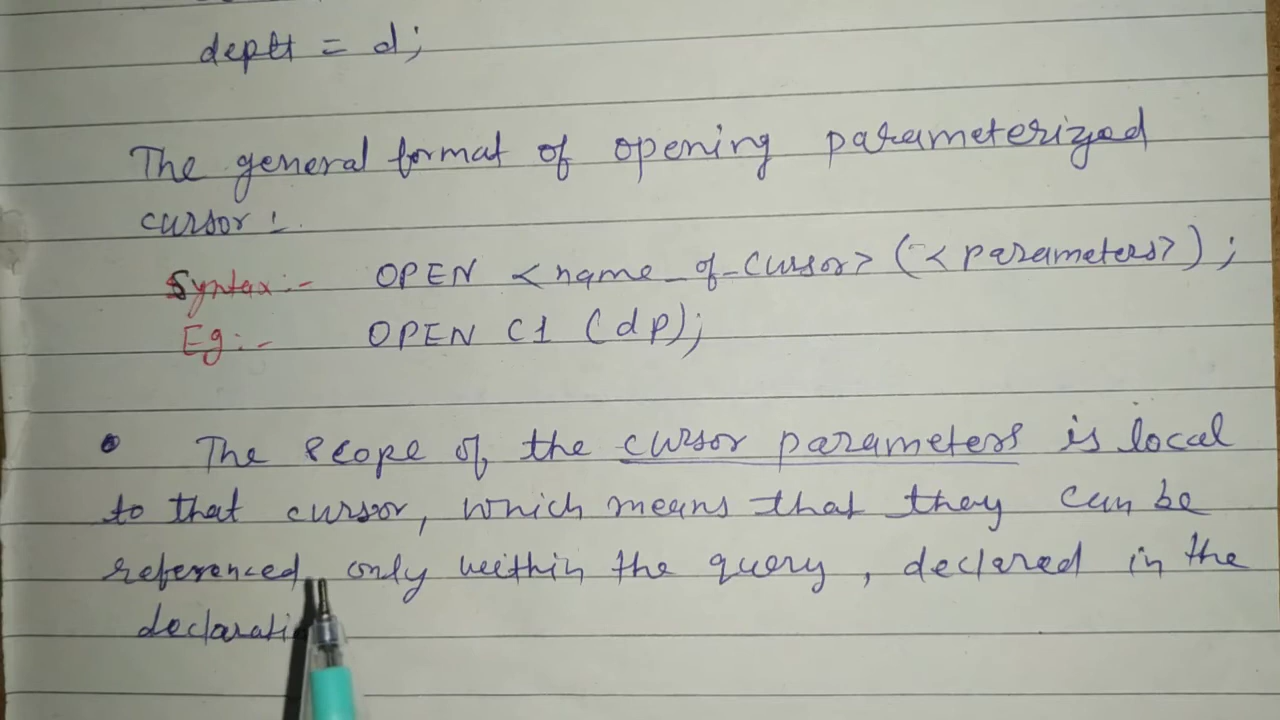 depth = d;
The general format of opening parameterized
cursor :-
Syntax:- OPEN <name_of_cursor> (<parameters>);
Eg:- OPEN C1 (dp);
• The scope of the cursor parameters is local
to that cursor, which means that they can be
referenced only within the query, declared in the